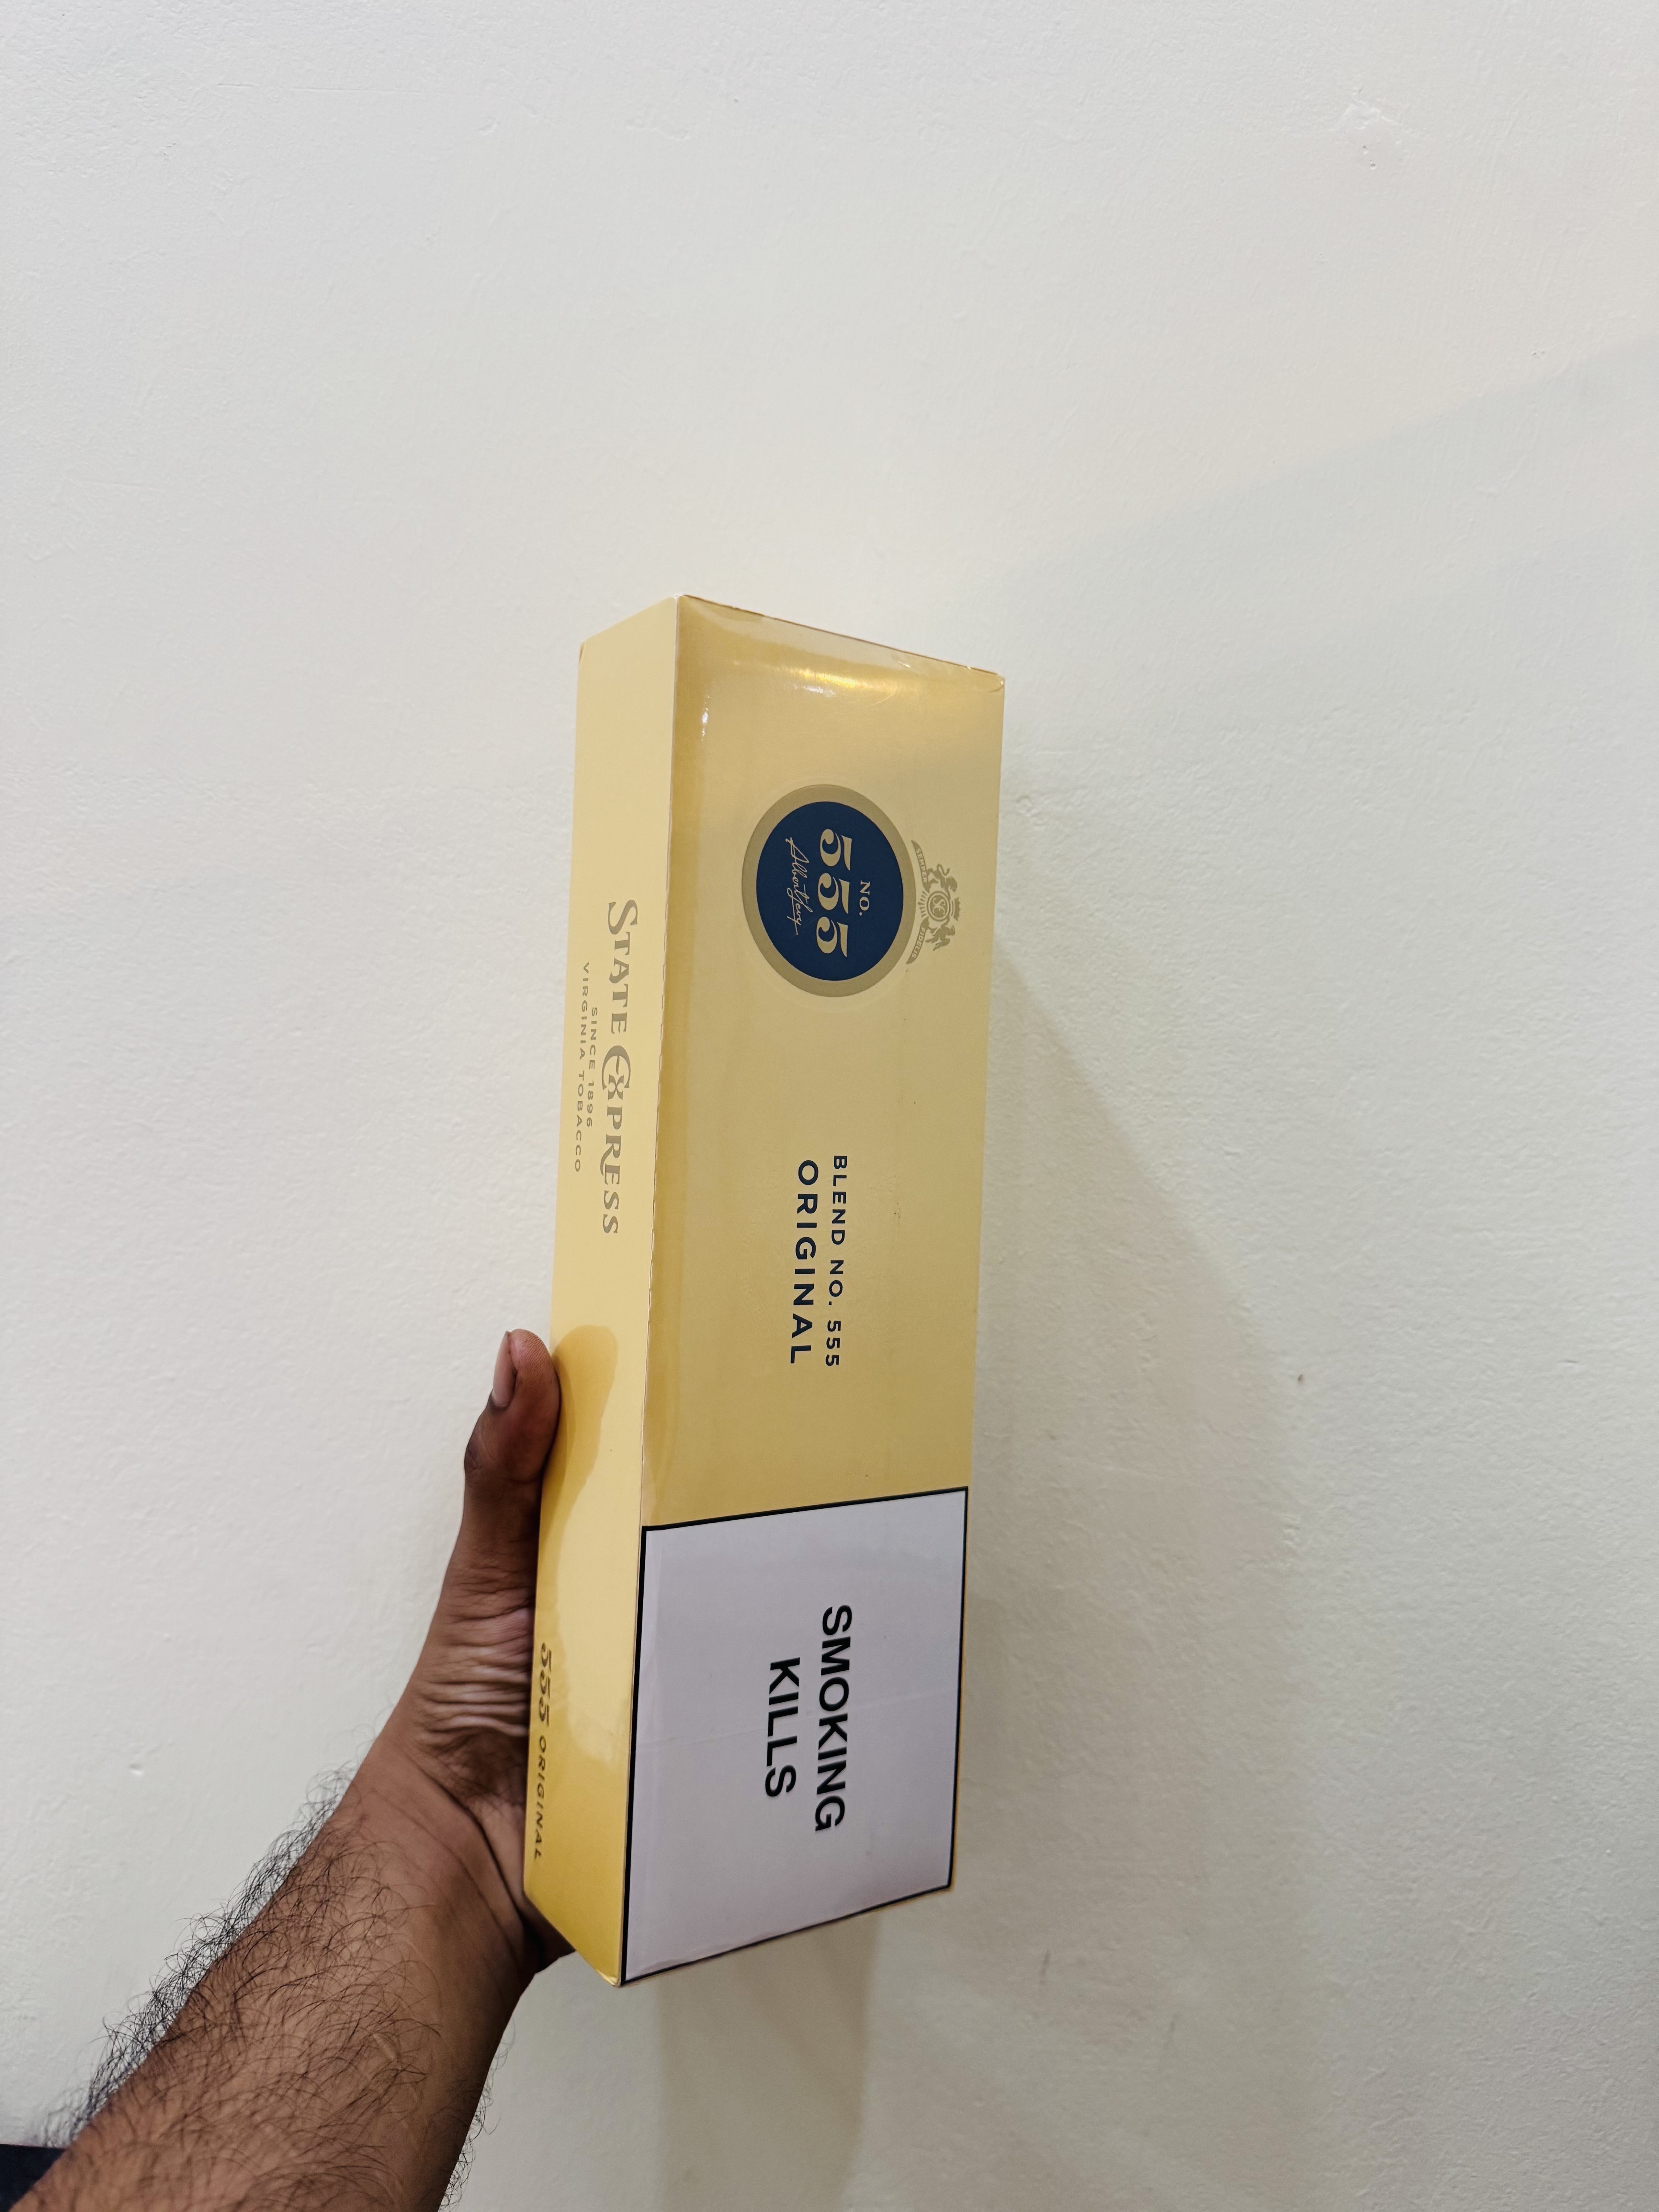 NO.
555
BLEND NO. 555
ORIGINAL
SMOKING
KILLS
STATE EXPRESS
SINCE 1896
VIRGINIA TOBACCO
555 ORIGINAL